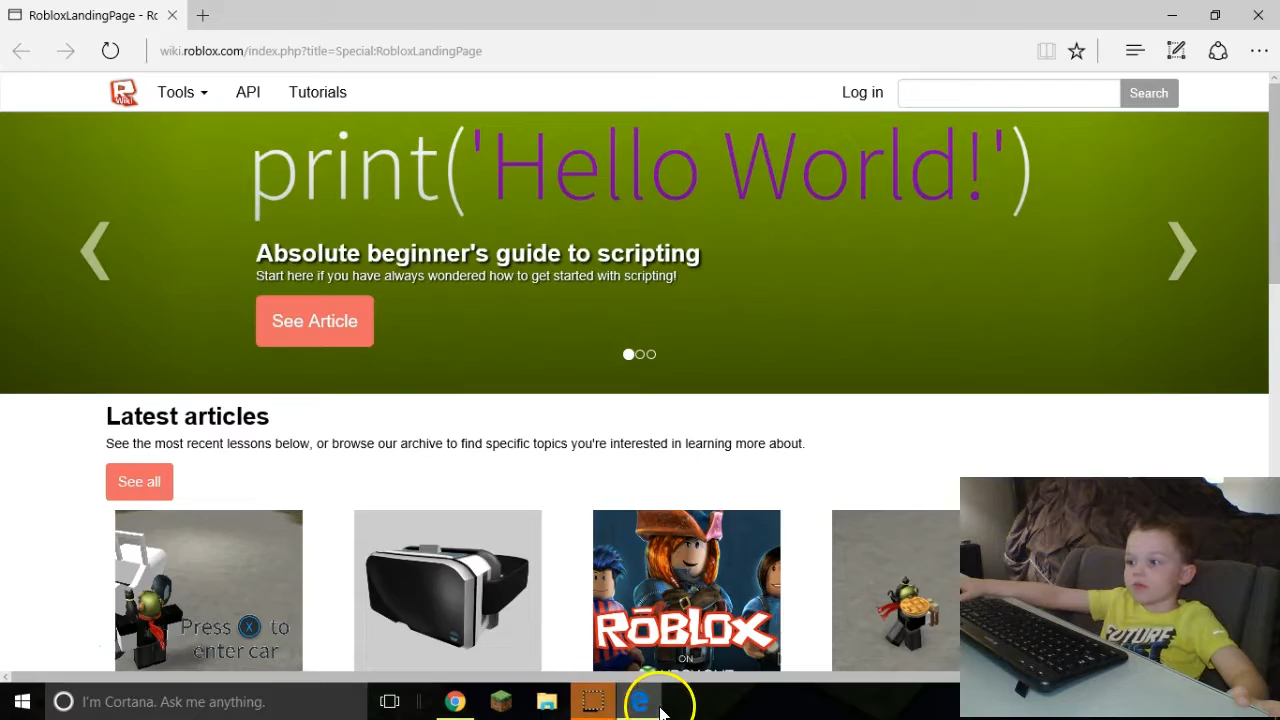 RobloxLandingPage - Ro
wiki.roblox.com/index.php?title=Special:RobloxLandingPage
R
Wiki
Tools
API
Tutorials
Log in
Search
print('Hello World!')
Absolute beginner's guide to scripting
Start here if you have always wondered how to get started with scripting!
See Article
Latest articles
See the most recent lessons below, or browse our archive to find specific topics you're interested in learning more about.
See all
Press X to
enter car
ROBLOX
ON
FUTURE
I'm Cortana. Ask me anything.